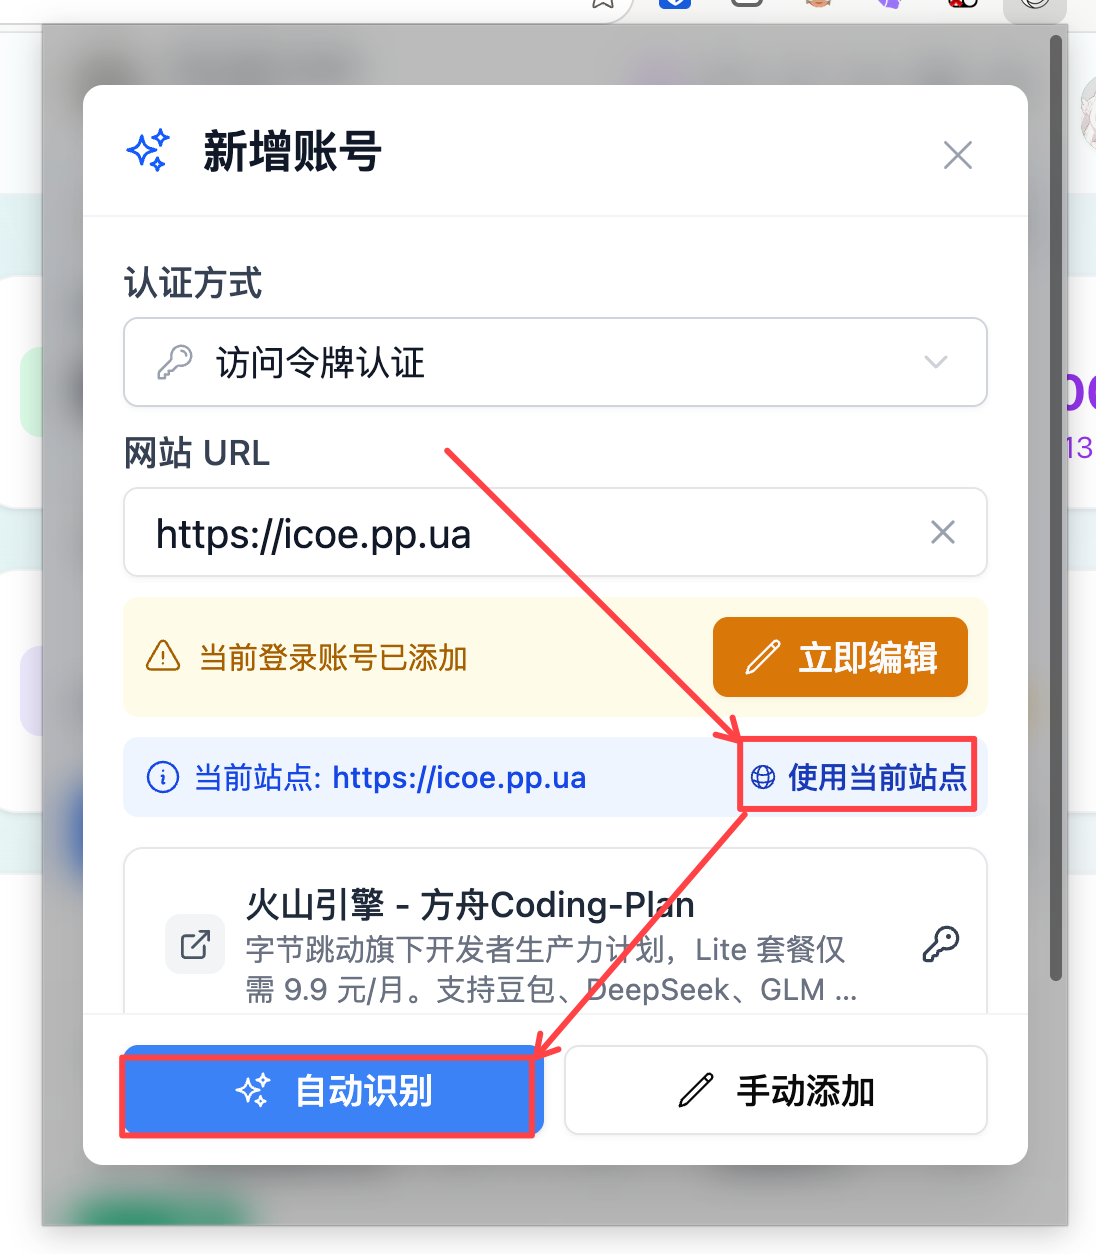 新增账号
认证方式
访问令牌认证
网站 URL
https://icoe.pp.ua
当前登录账号已添加
立即编辑
当前站点: https://icoe.pp.ua
使用当前站点
火山引擎 - 方舟Coding-Plan
字节跳动旗下开发者生产力计划，Lite 套餐仅
需 9.9 元/月。支持豆包、DeepSeek、GLM ...
自动识别
手动添加
13